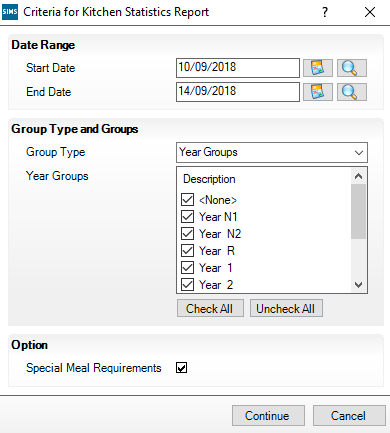 SIMS Criteria for Kitchen Statistics Report ? ×
Date Range
Start Date 10/09/2018
End Date 14/09/2018
Group Type and Groups
Group Type Year Groups
Year Groups Description
<None>
Year N1
Year N2
Year R
Year 1
Year 2
Check All Uncheck All
Option
Special Meal Requirements
Continue Cancel